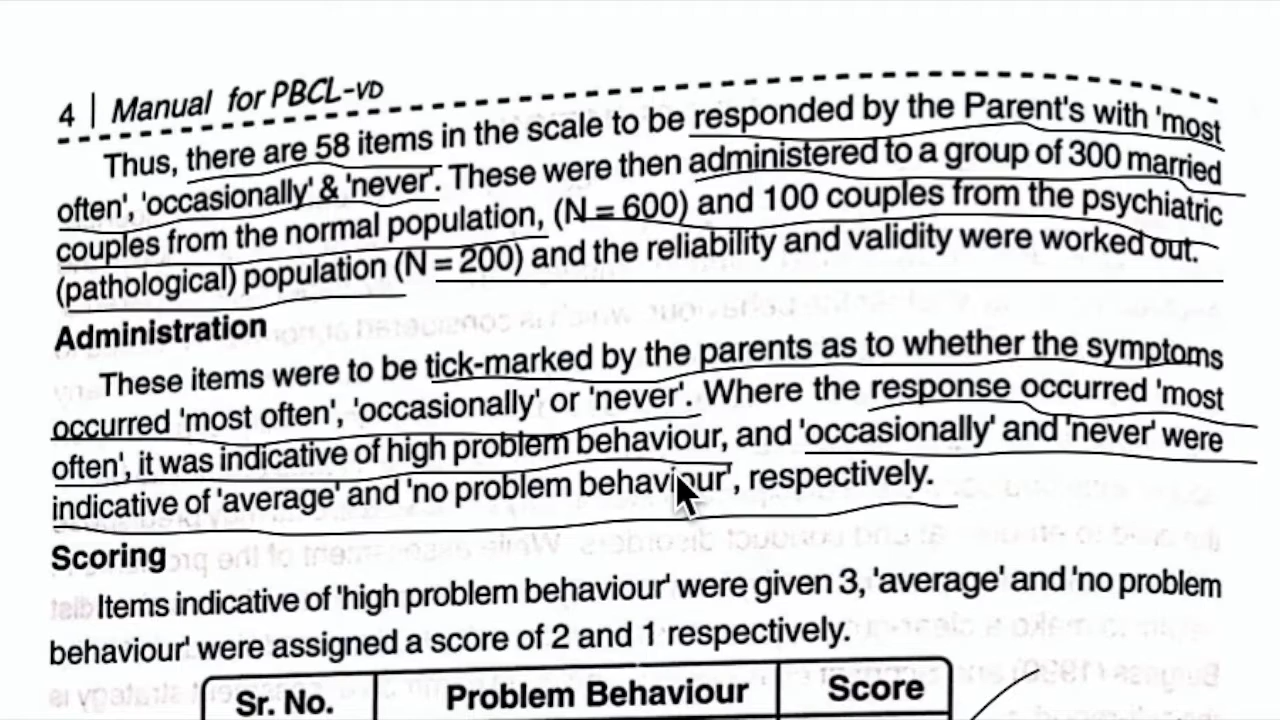 4 | Manual for PBCL-VD
Thus, there are 58 items in the scale to be responded by the Parent's with 'most
often', 'occasionally' & 'never'. These were then administered to a group of 300 married
couples from the normal population, (N = 600) and 100 couples from the psychiatric
(pathological) population (N = 200) and the reliability and validity were worked out.
Administration
These items were to be tick-marked by the parents as to whether the symptoms
occurred 'most often', 'occasionally' or 'never'. Where the response occurred 'most
often', it was indicative of high problem behaviour, and 'occasionally' and 'never' were
indicative of 'average' and 'no problem behaviour', respectively.
Scoring
Items indicative of 'high problem behaviour' were given 3, 'average' and 'no problem
behaviour' were assigned a score of 2 and 1 respectively.
Sr. No. Problem Behaviour Score